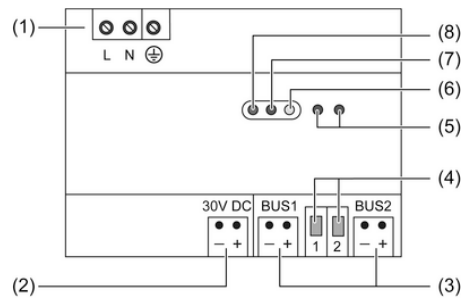 (1)
L N
(8)
(7)
(6)
(5)
(4)
30V DC BUS1 BUS2
– + – + 1 2 – +
(2) (3)